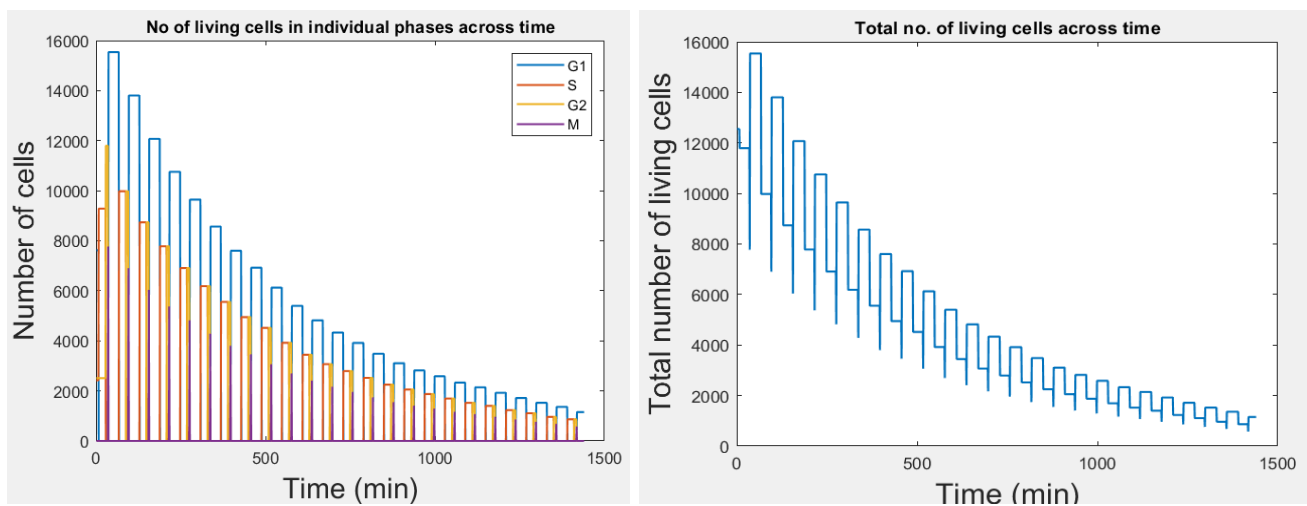 No of living cells in individual phases across time
Number of cells
16000
14000
12000
10000
8000
6000
4000
2000
0
G1
S
G2
M
0 500 1000 1500
Time (min)
Total no. of living cells across time
Total number of living cells
16000
14000
12000
10000
8000
6000
4000
2000
0
0 500 1000 1500
Time (min)